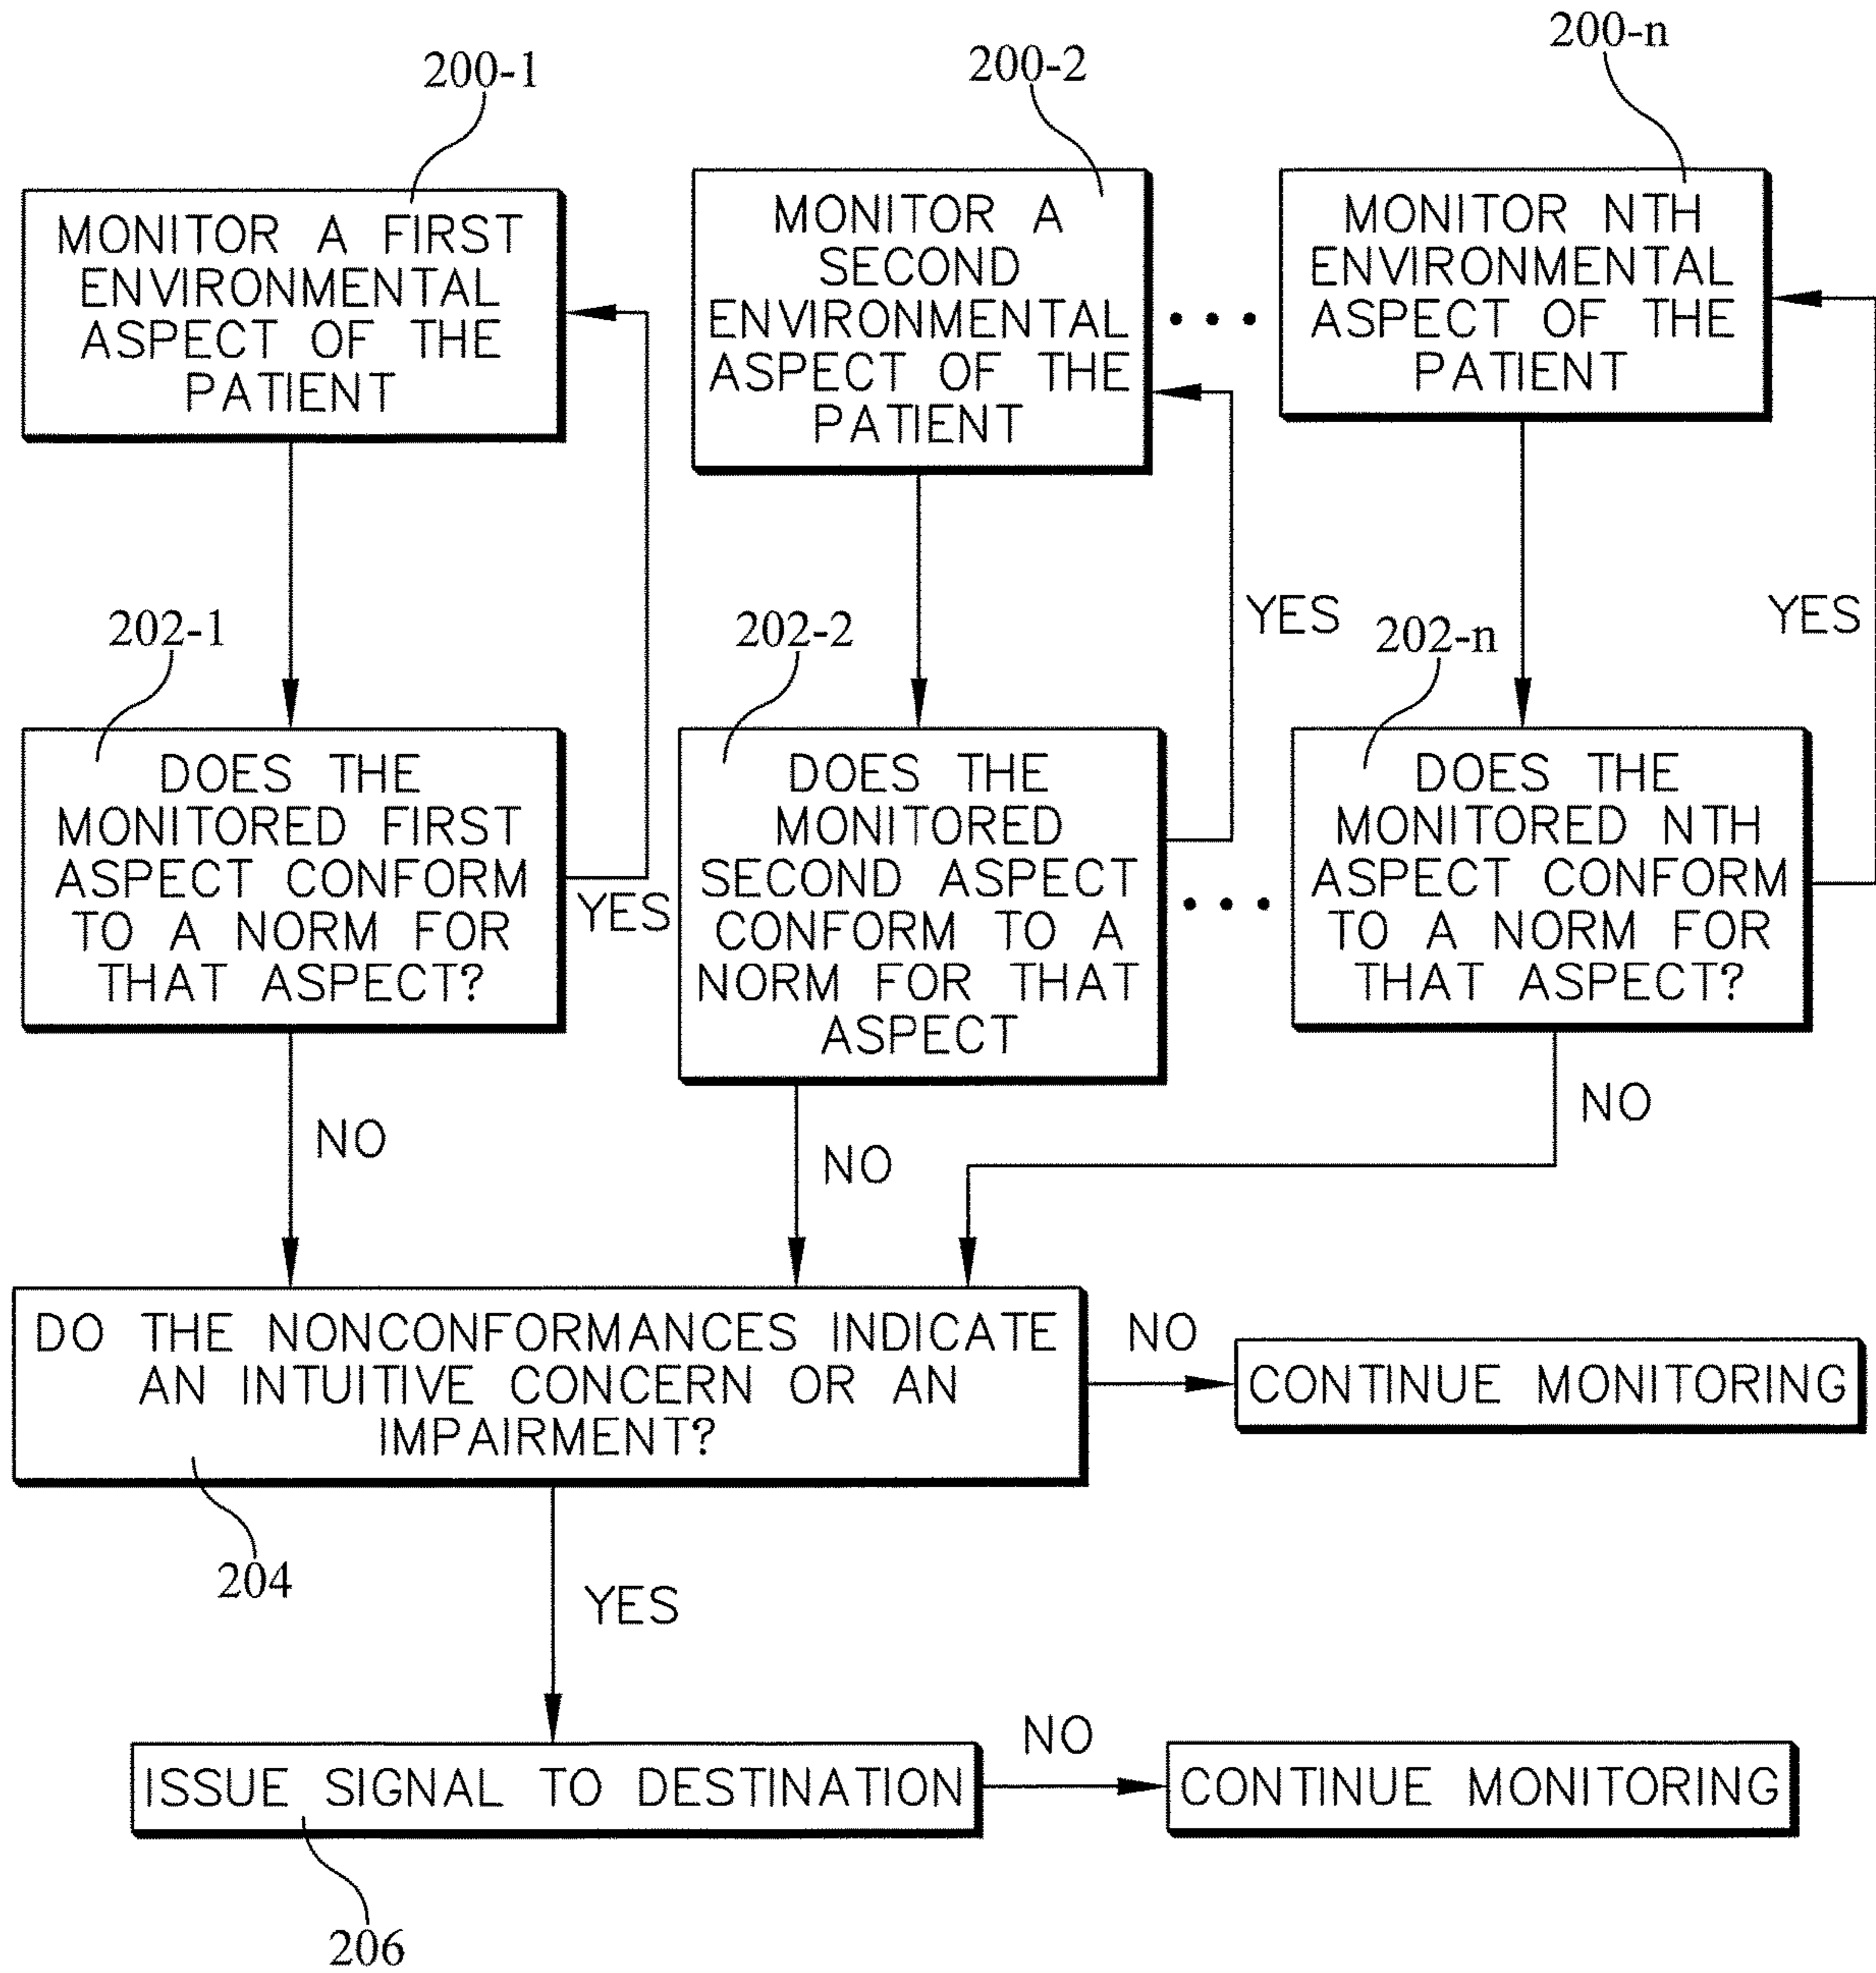 200-1
200-2
200-n
MONITOR A FIRST
ENVIRONMENTAL
ASPECT OF THE
PATIENT
MONITOR A
SECOND
ENVIRONMENTAL
ASPECT OF THE
PATIENT
MONITOR NTH
ENVIRONMENTAL
ASPECT OF THE
PATIENT
202-1
202-2
YES
202-n
YES
DOES THE
MONITORED FIRST
ASPECT CONFORM
TO A NORM FOR
THAT ASPECT?
YES
DOES THE
MONITORED
SECOND ASPECT
CONFORM TO A
NORM FOR THAT
ASPECT
DOES THE
MONITORED NTH
ASPECT CONFORM
TO A NORM FOR
THAT ASPECT?
NO
NO
NO
DO THE NONCONFORMANCES INDICATE
AN INTUITIVE CONCERN OR AN
IMPAIRMENT?
NO
CONTINUE MONITORING
204
YES
ISSUE SIGNAL TO DESTINATION
NO
CONTINUE MONITORING
206